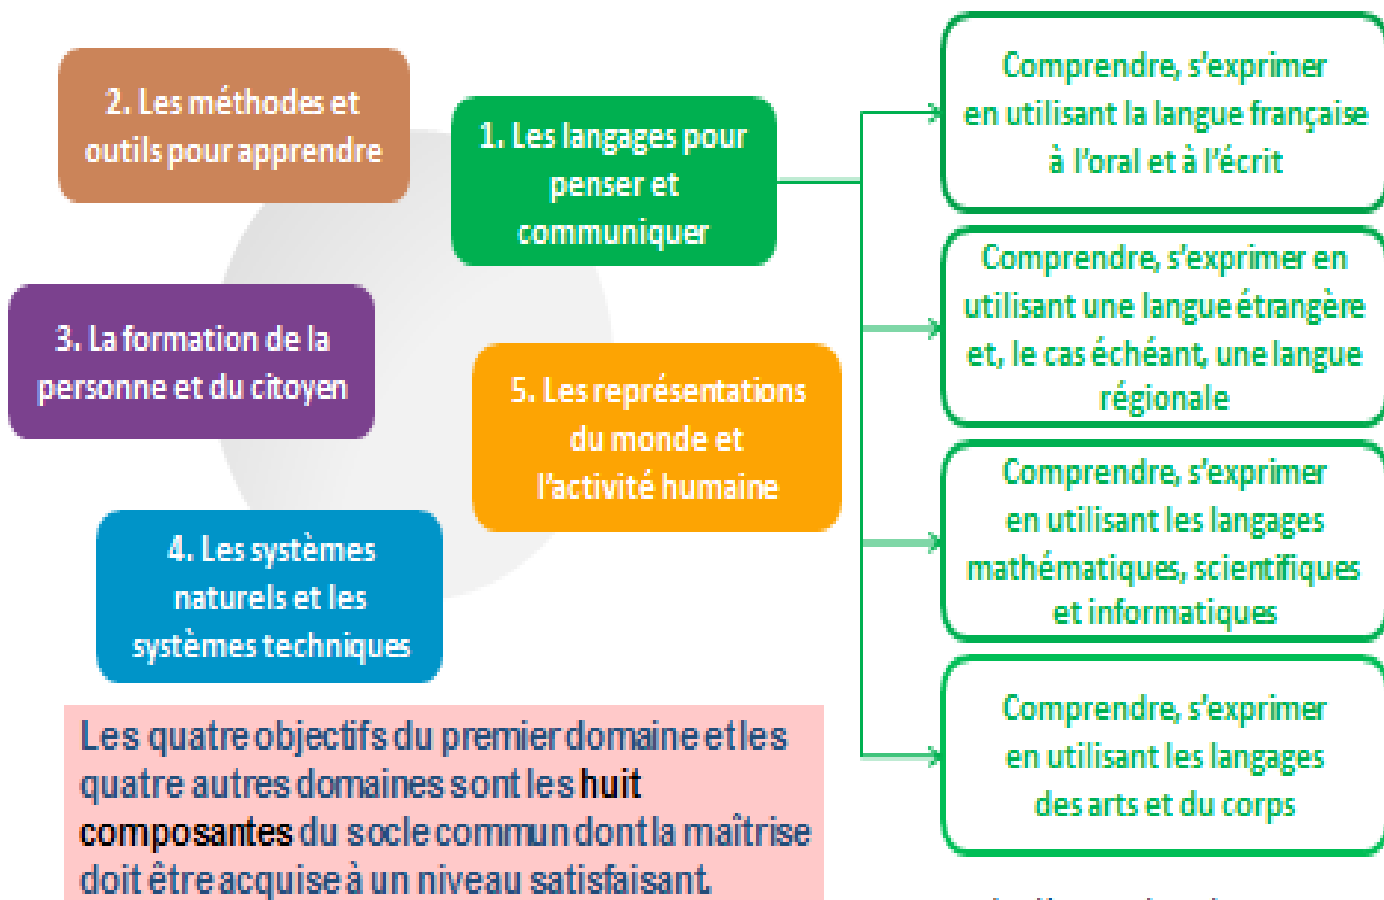 2. Les méthodes et
outils pour apprendre
1. Les langages pour
penser et
communiquer
3. La formation de la
personne et du citoyen
5. Les représentations
du monde et
l'activité humaine
4. Les systèmes
naturels et les
systèmes techniques
Comprendre, s'exprimer
en utilisant la langue française
à l'oral et à l'écrit
Comprendre, s'exprimer en
utilisant une langue étrangère
et, le cas échéant, une langue
régionale
Comprendre, s'exprimer
en utilisant les langages
mathématiques, scientifiques
et informatiques
Comprendre, s'exprimer
en utilisant les langages
des arts et du corps
Les quatre objectifs du premier domaine et les
quatre autres domaines sont les huit
composantes du socle commun dont la maîtrise
doit être acquise à un niveau satisfaisant.